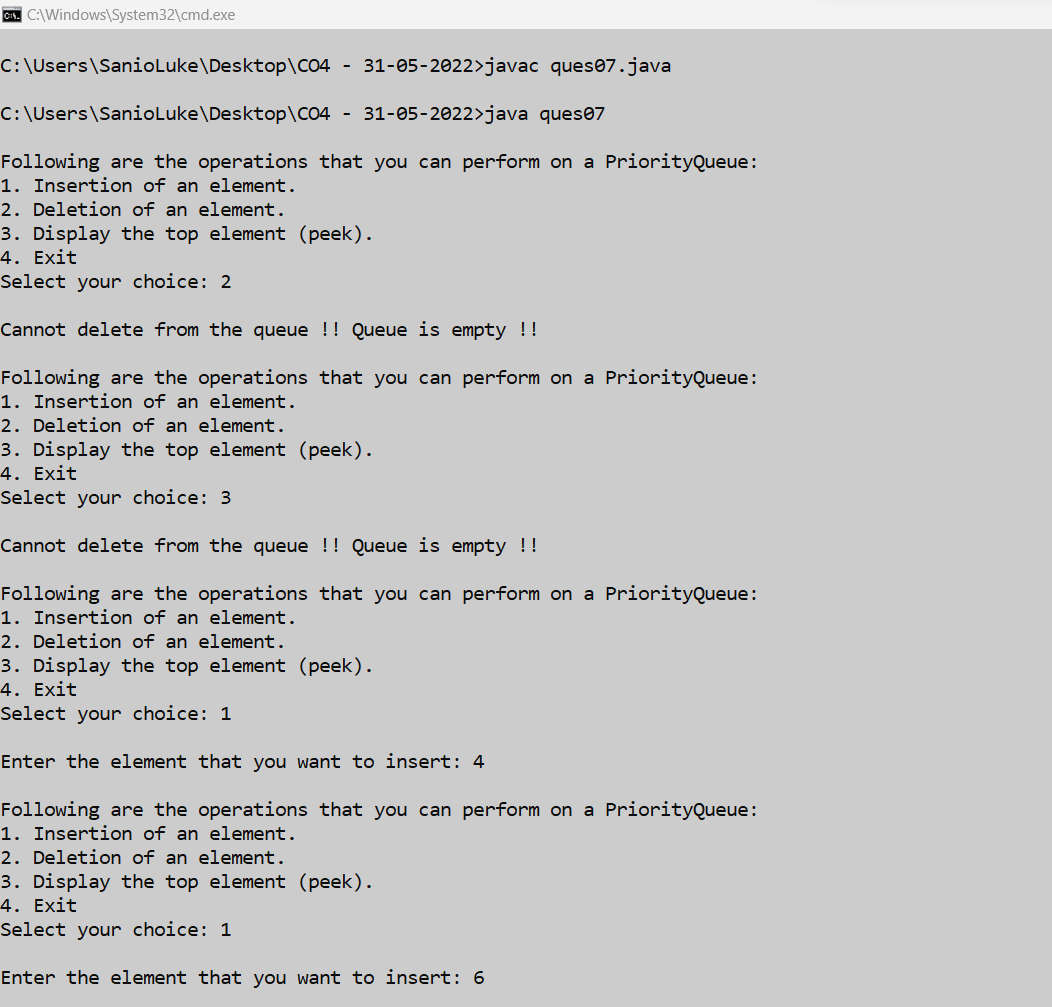 C:\Windows\System32\cmd.exe
C:\Users\SanioLuke\Desktop\CO4 - 31-05-2022>javac ques07.java
C:\Users\SanioLuke\Desktop\CO4 - 31-05-2022>java ques07
Following are the operations that you can perform on a PriorityQueue:
1. Insertion of an element.
2. Deletion of an element.
3. Display the top element (peek).
4. Exit
Select your choice: 2
Cannot delete from the queue !! Queue is empty !!
Following are the operations that you can perform on a PriorityQueue:
1. Insertion of an element.
2. Deletion of an element.
3. Display the top element (peek).
4. Exit
Select your choice: 3
Cannot delete from the queue !! Queue is empty !!
Following are the operations that you can perform on a PriorityQueue:
1. Insertion of an element.
2. Deletion of an element.
3. Display the top element (peek).
4. Exit
Select your choice: 1
Enter the element that you want to insert: 4
Following are the operations that you can perform on a PriorityQueue:
1. Insertion of an element.
2. Deletion of an element.
3. Display the top element (peek).
4. Exit
Select your choice: 1
Enter the element that you want to insert: 6